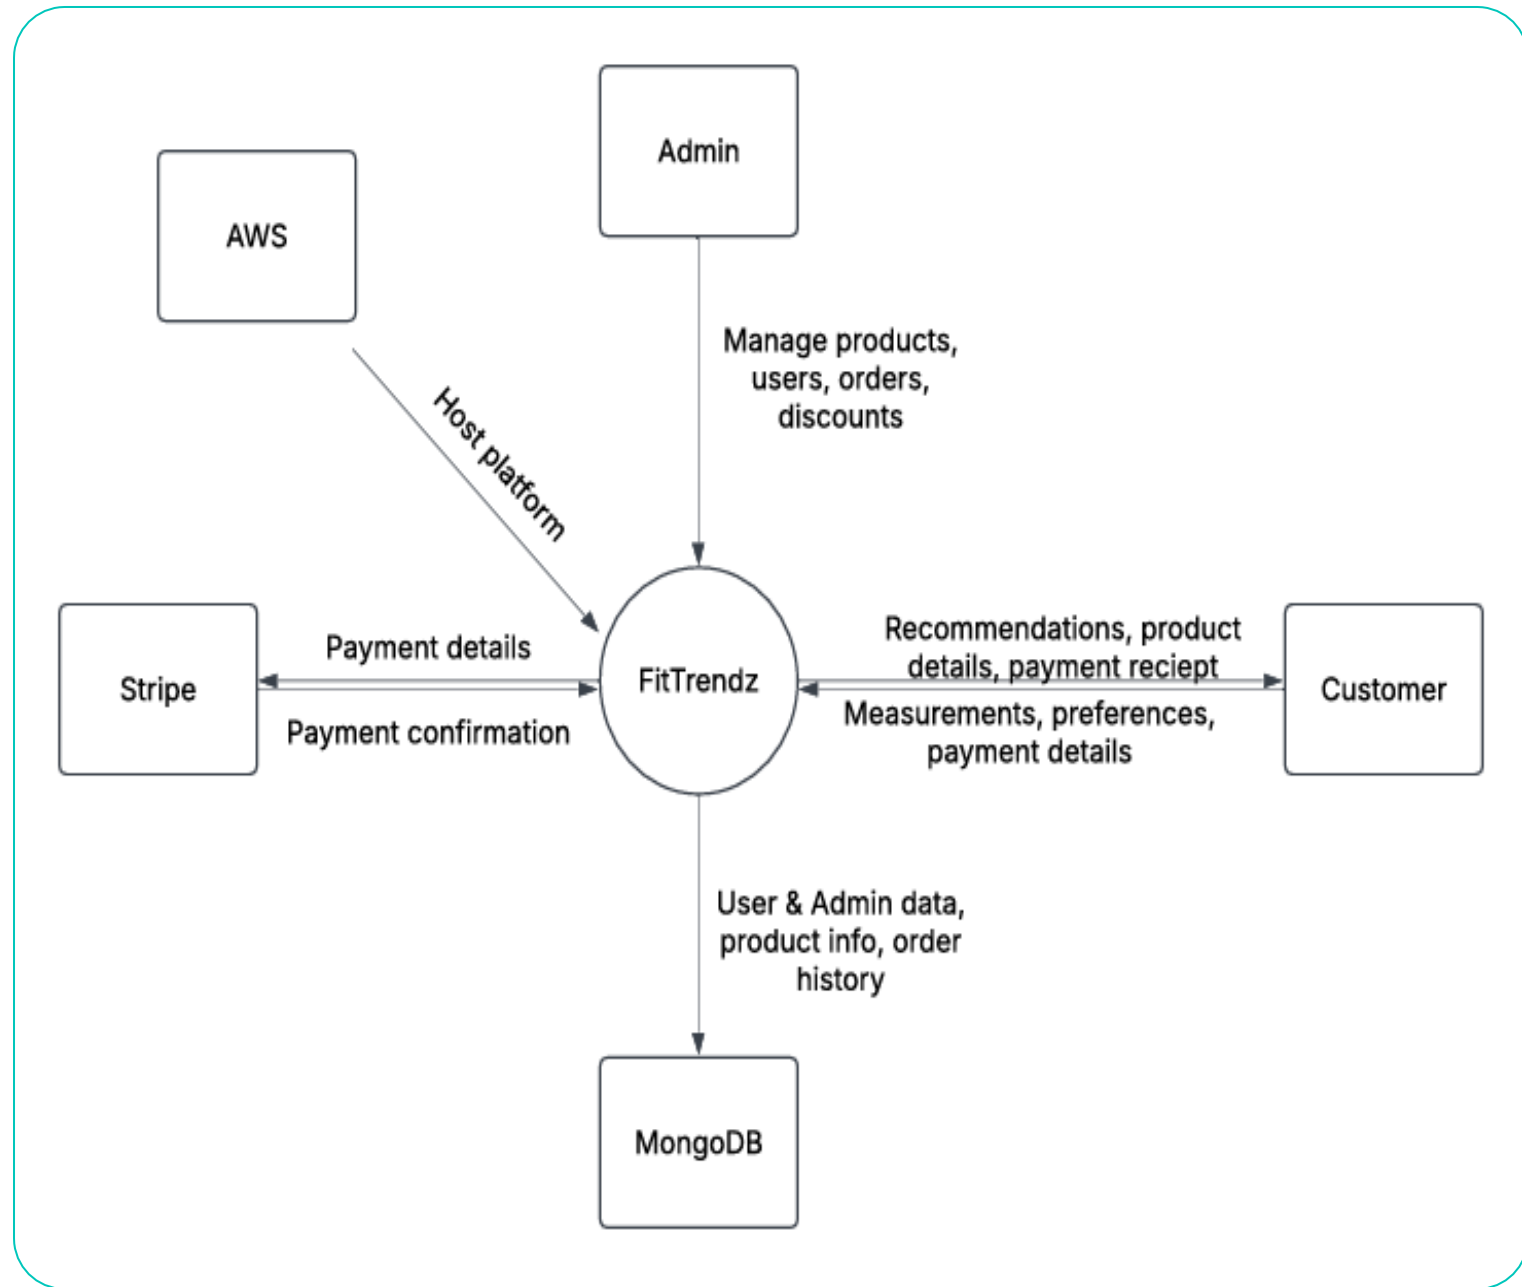 Admin
AWS
Manage products,
users, orders,
discounts
Host platform
Stripe
Payment details
Payment confirmation
FitTrendz
Recommendations, product
details, payment reciept
Measurements, preferences,
payment details
Customer
User & Admin data,
product info, order
history
MongoDB